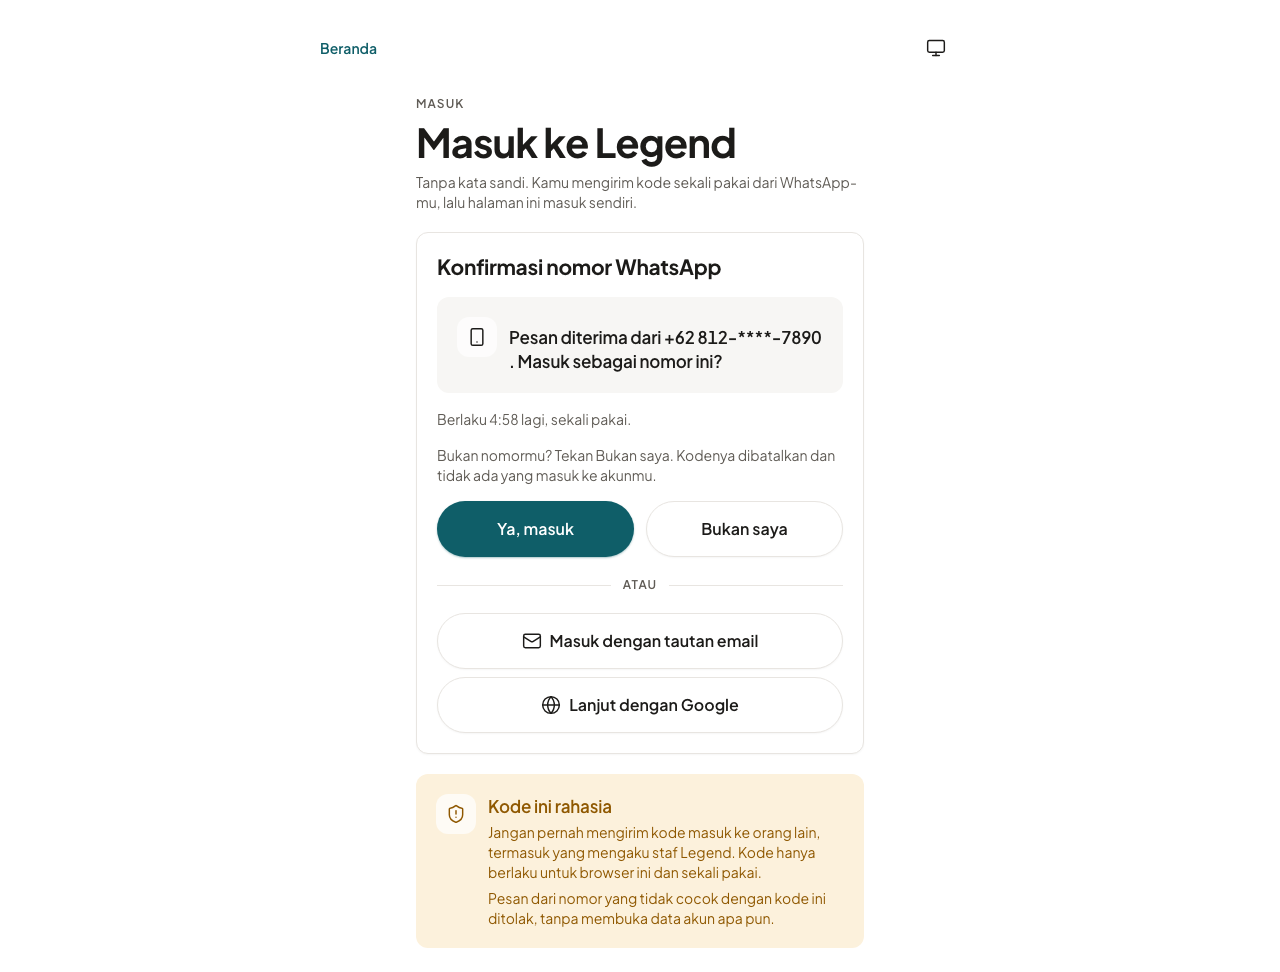 Beranda
MASUK
Masuk ke Legend
Tanpa kata sandi. Kamu mengirim kode sekali pakai dari WhatsApp-
mu, lalu halaman ini masuk sendiri.
Konfirmasi nomor WhatsApp
Pesan diterima dari +62 812-****-7890
. Masuk sebagai nomor ini?
Berlaku 4:58 lagi, sekali pakai.
Bukan nomormu? Tekan Bukan saya. Kodenya dibatalkan dan
tidak ada yang masuk ke akunmu.
Ya, masuk
Bukan saya
ATAU
Masuk dengan tautan email
Lanjut dengan Google
Kode ini rahasia
Jangan pernah mengirim kode masuk ke orang lain,
termasuk yang mengaku staf Legend. Kode hanya
berlaku untuk browser ini dan sekali pakai.
Pesan dari nomor yang tidak cocok dengan kode ini
ditolak, tanpa membuka data akun apa pun.